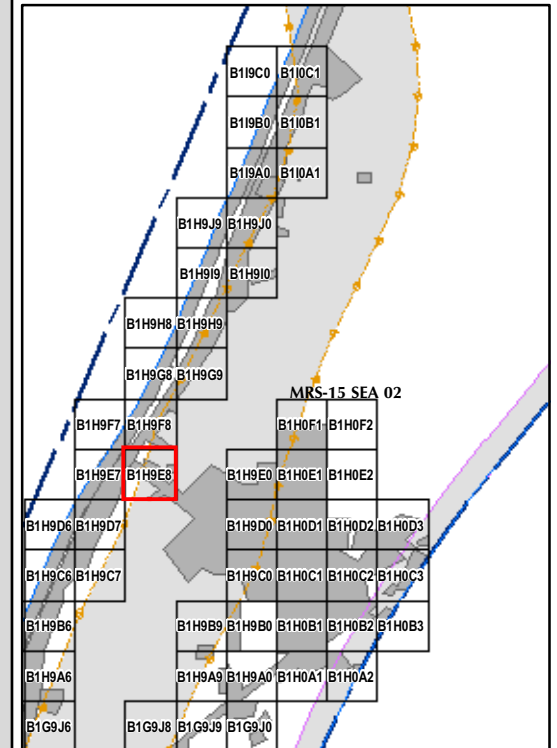 B1I9C0 B1I0C1
B1I9B0 B1I0B1
B1I9A0 B1I0A1
B1H9J9 B1H9J0
B1H9I9 B1H9I0
B1H9H8 B1H9H9
B1H9G8 B1H9G9
MRS-15 SEA 02
B1H9F7 B1H9F8 B1H0F1 B1H0F2
B1H9E7 B1H9E8 B1H9E0 B1H0E1 B1H0E2
B1H9D6 B1H9D7 B1H9D0 B1H0D1 B1H0D2 B1H0D3
B1H9C6 B1H9C7 B1H9C0 B1H0C1 B1H0C2 B1H0C3
B1H9B6 B1H9B9 B1H9B0 B1H0B1 B1H0B2 B1H0B3
B1H9A6 B1H9A9 B1H9A0 B1H0A1 B1H0A2
B1G9J6 B1G9J8 B1G9J9 B1G9J0